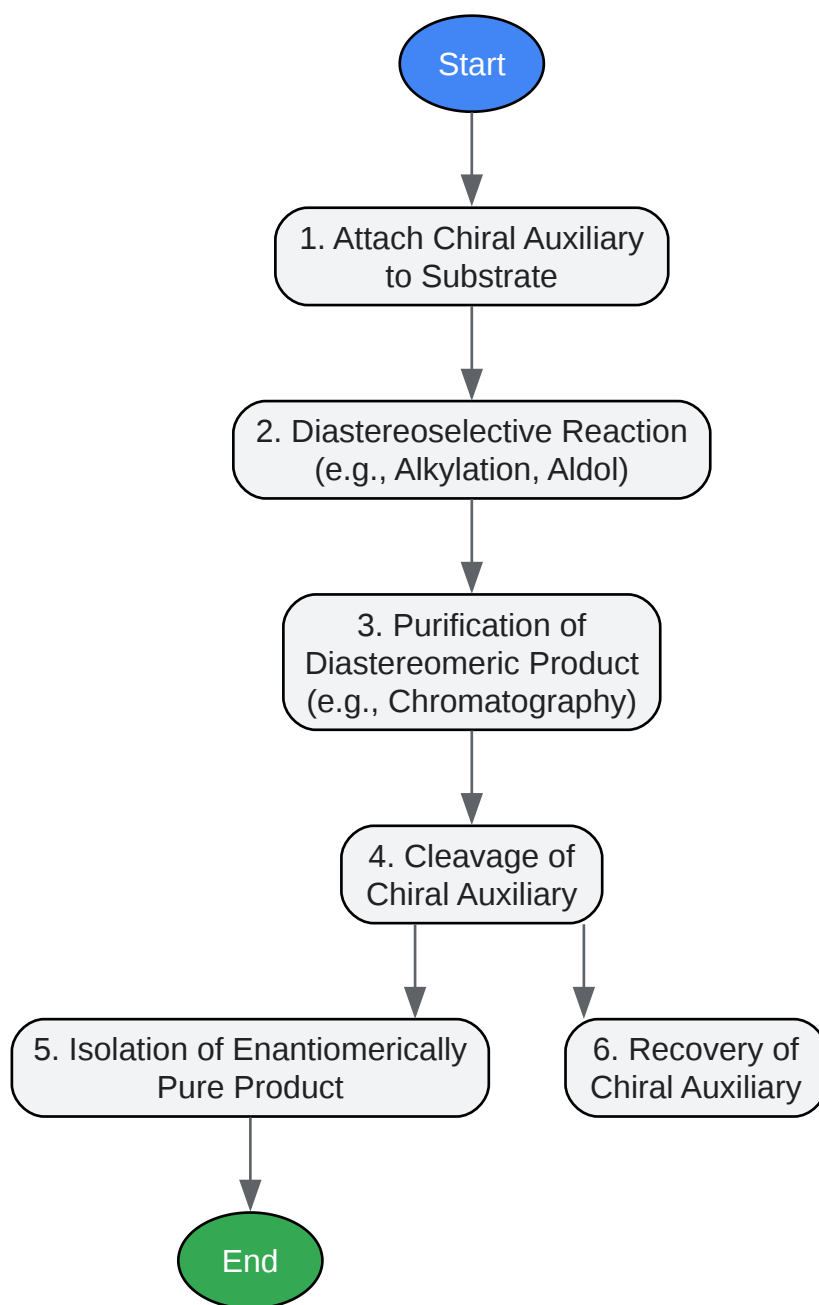 Start
1. Attach Chiral Auxiliary
to Substrate
2. Diastereoselective Reaction
(e.g., Alkylation, Aldol)
3. Purification of
Diastereomeric Product
(e.g., Chromatography)
4. Cleavage of
Chiral Auxiliary
5. Isolation of Enantiomerically
Pure Product
6. Recovery of
Chiral Auxiliary
End